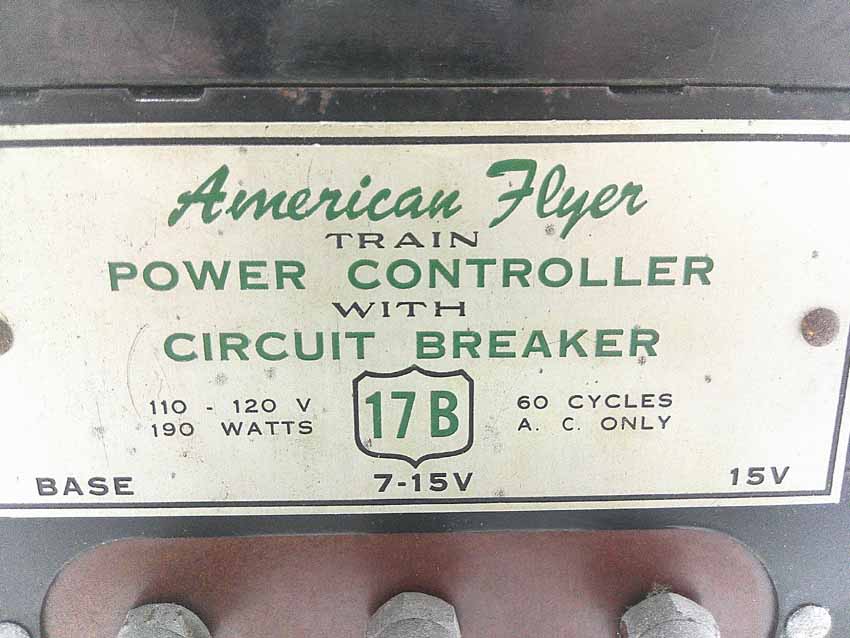 American Flyer
TRAIN
POWER CONTROLLER
WITH
CIRCUIT BREAKER
110 - 120 V
190 WATTS
17 B
60 CYCLES
A. C. ONLY
BASE
7-15V
15V